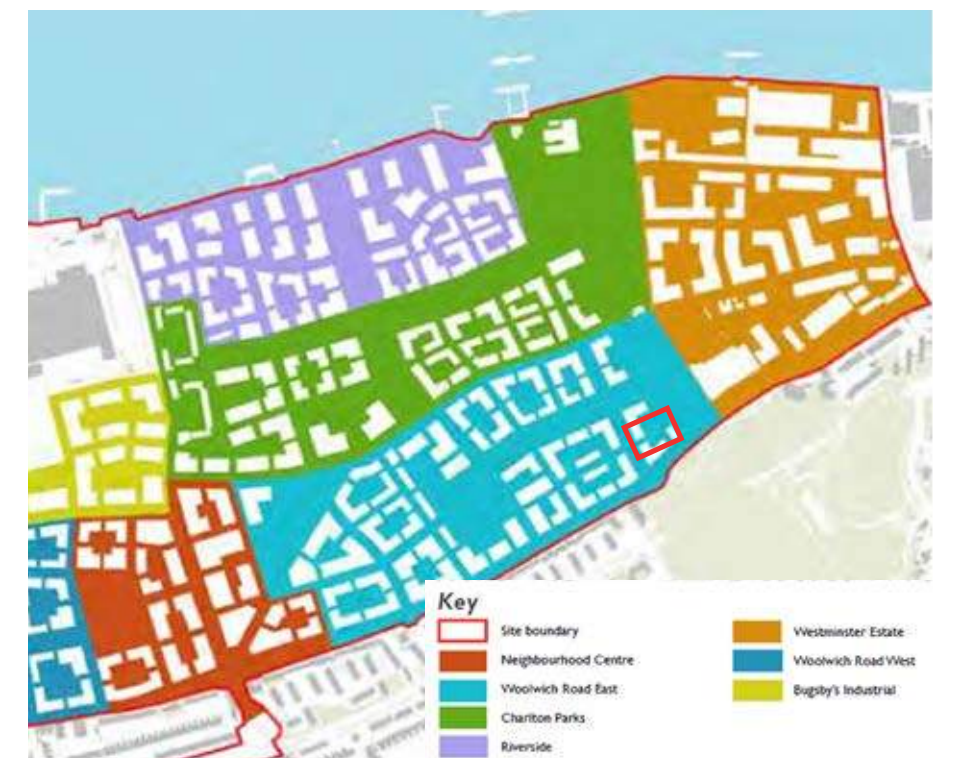 Key
Site boundary
Neighbourhood Centre
Woolwich Road East
Charlton Parks
Riverside
Westminster Estate
Woolwich Road West
Bugsby's Industrial